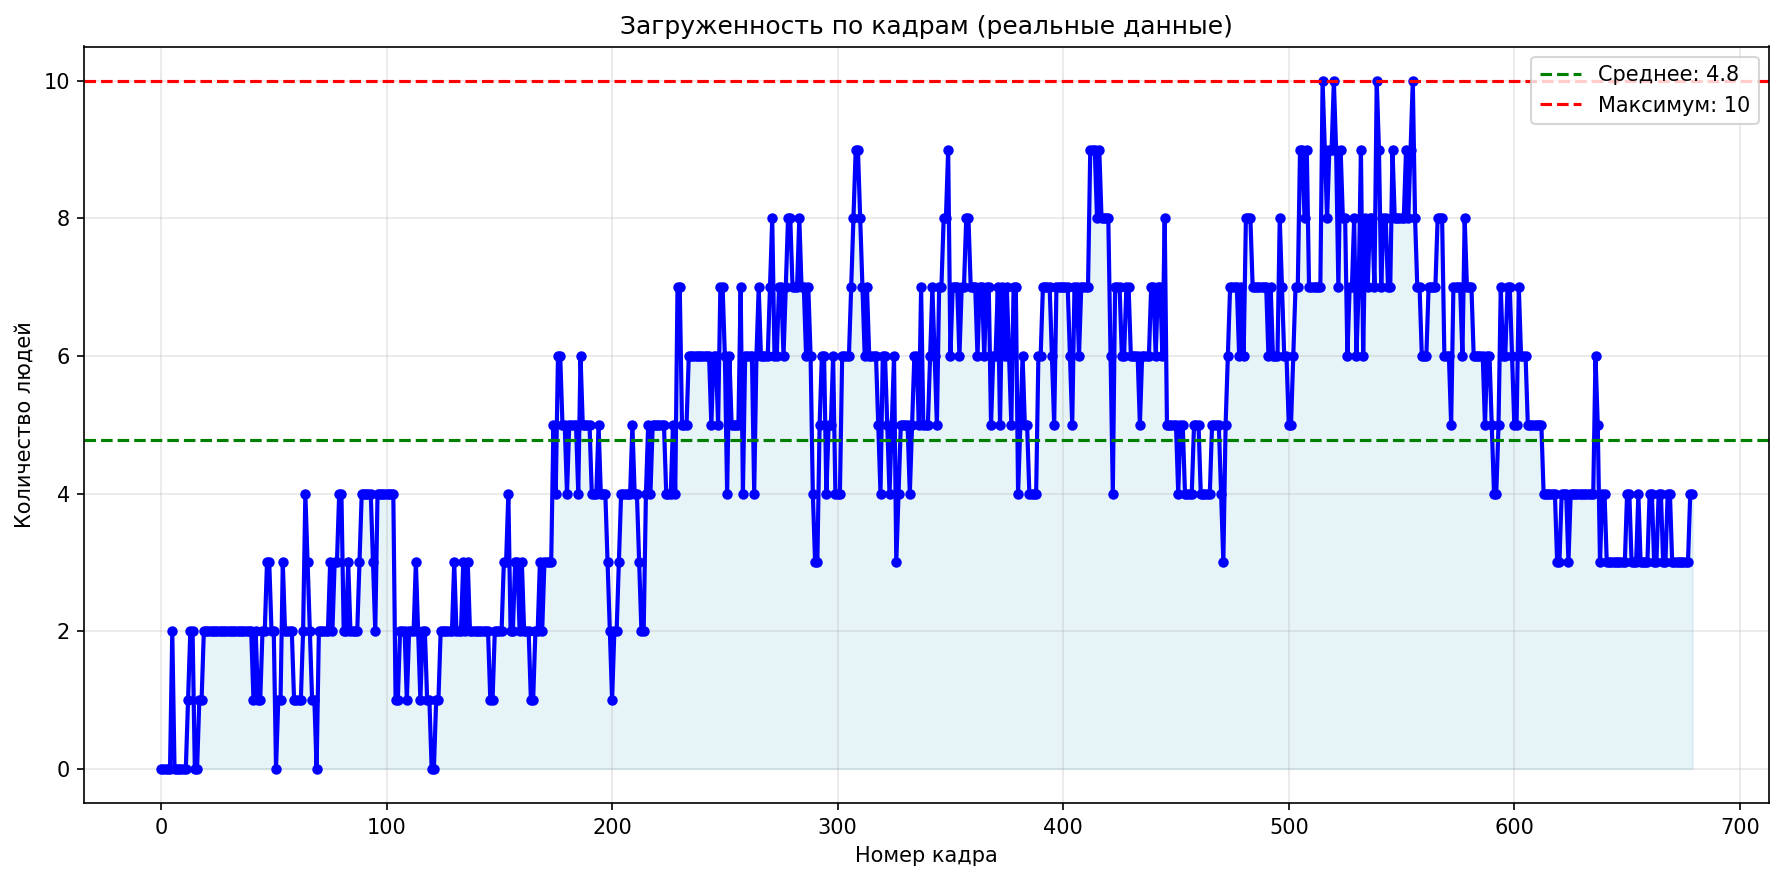 Загруженность по кадрам (реальные данные)
Среднее: 4.8
Максимум: 10
Количество людей
10
8
6
4
2
0
0 100 200 300 400 500 600 700
Номер кадра